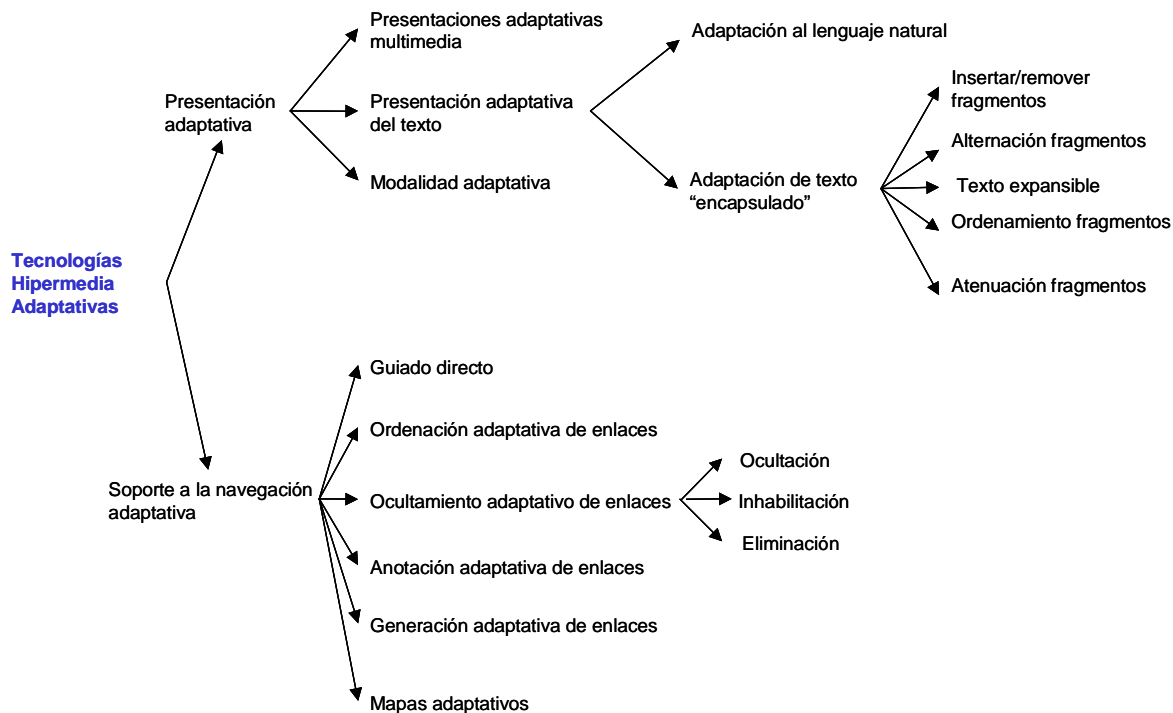 Presentaciones adaptativas
multimedia
Adaptación al lenguaje natural
Insertar/remover
fragmentos
Presentación
adaptativa
Presentación adaptativa
del texto
Alternación fragmentos
Modalidad adaptativa
Adaptación de texto
“encapsulado”
Texto expansible
Ordenamiento fragmentos
Atenuación fragmentos
Tecnologías
Hipermedia
Adaptativas
Guiado directo
Ordenación adaptativa de enlaces
Soporte a la navegación
adaptativa
Ocultamiento adaptativo de enlaces
Ocultación
Inhabilitación
Eliminación
Anotación adaptativa de enlaces
Generación adaptativa de enlaces
Mapas adaptativos